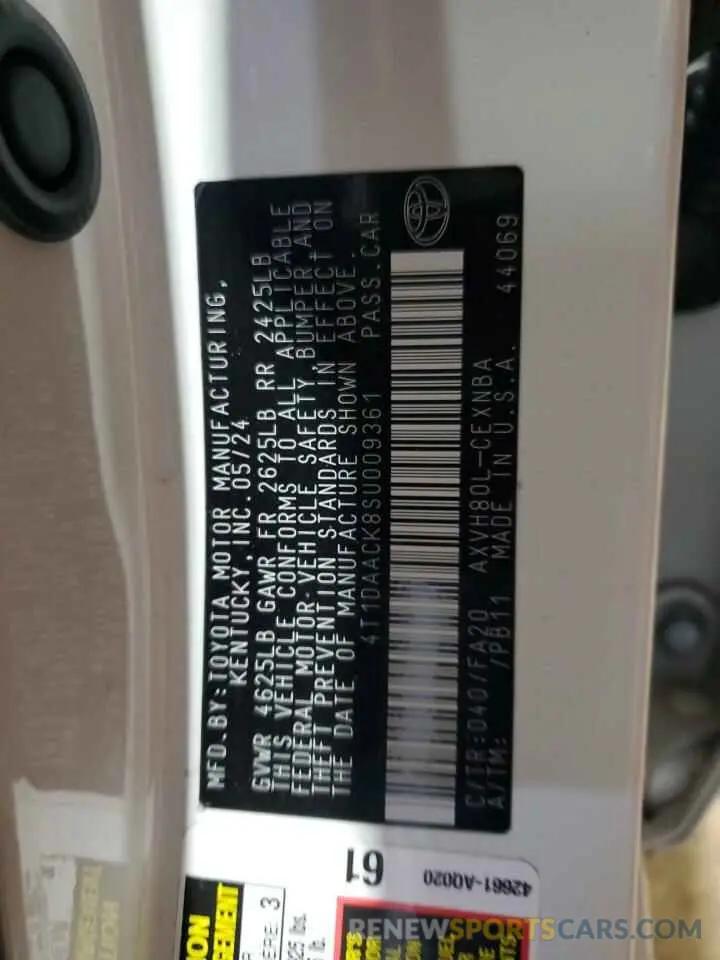 MFD. BY: TOYOTA MOTOR MANUFACTURING,
KENTUCKY, INC. 05/24
GVWR 4625LB GAWR FR 2625LB RR 2425LB
THIS VEHICLE CONFORMS TO ALL APPLICABLE
FEDERAL MOTOR-VEHICLE SAFETY, BUMPER, AND
THEFT PREVENTION STANDARDS IN EFFECT ON
THE DATE OF MANUFACTURE SHOWN ABOVE.
4T1DAACK8SU009361 PASS. CAR
C/TR: 040/FA20 AXVH80L-CEXNBA
A/TM: /PB11 MADE IN U.S.A. 44069
61
42661-A0020
3
RENEWSPORTSCARS.COM